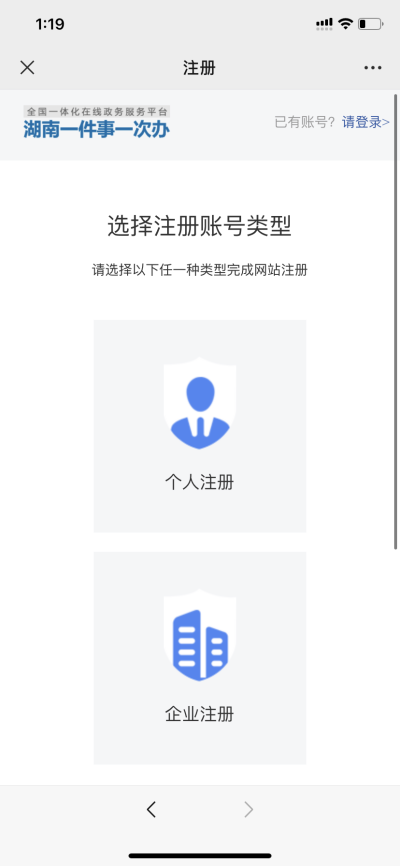 1:19
注册
全国一体化在线政务服务平台
湖南一件事一次办
已有账号？请登录>
选择注册账号类型
请选择以下任一种类型完成网站注册
个人注册
企业注册